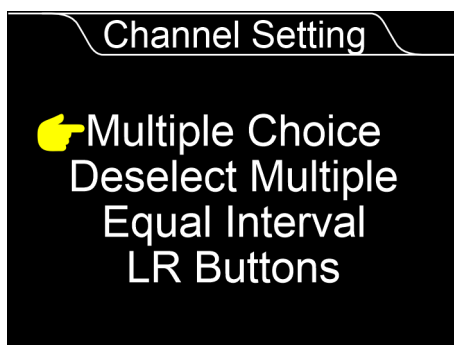 Channel Setting
Multiple Choice
Deselect Multiple
Equal Interval
LR Buttons